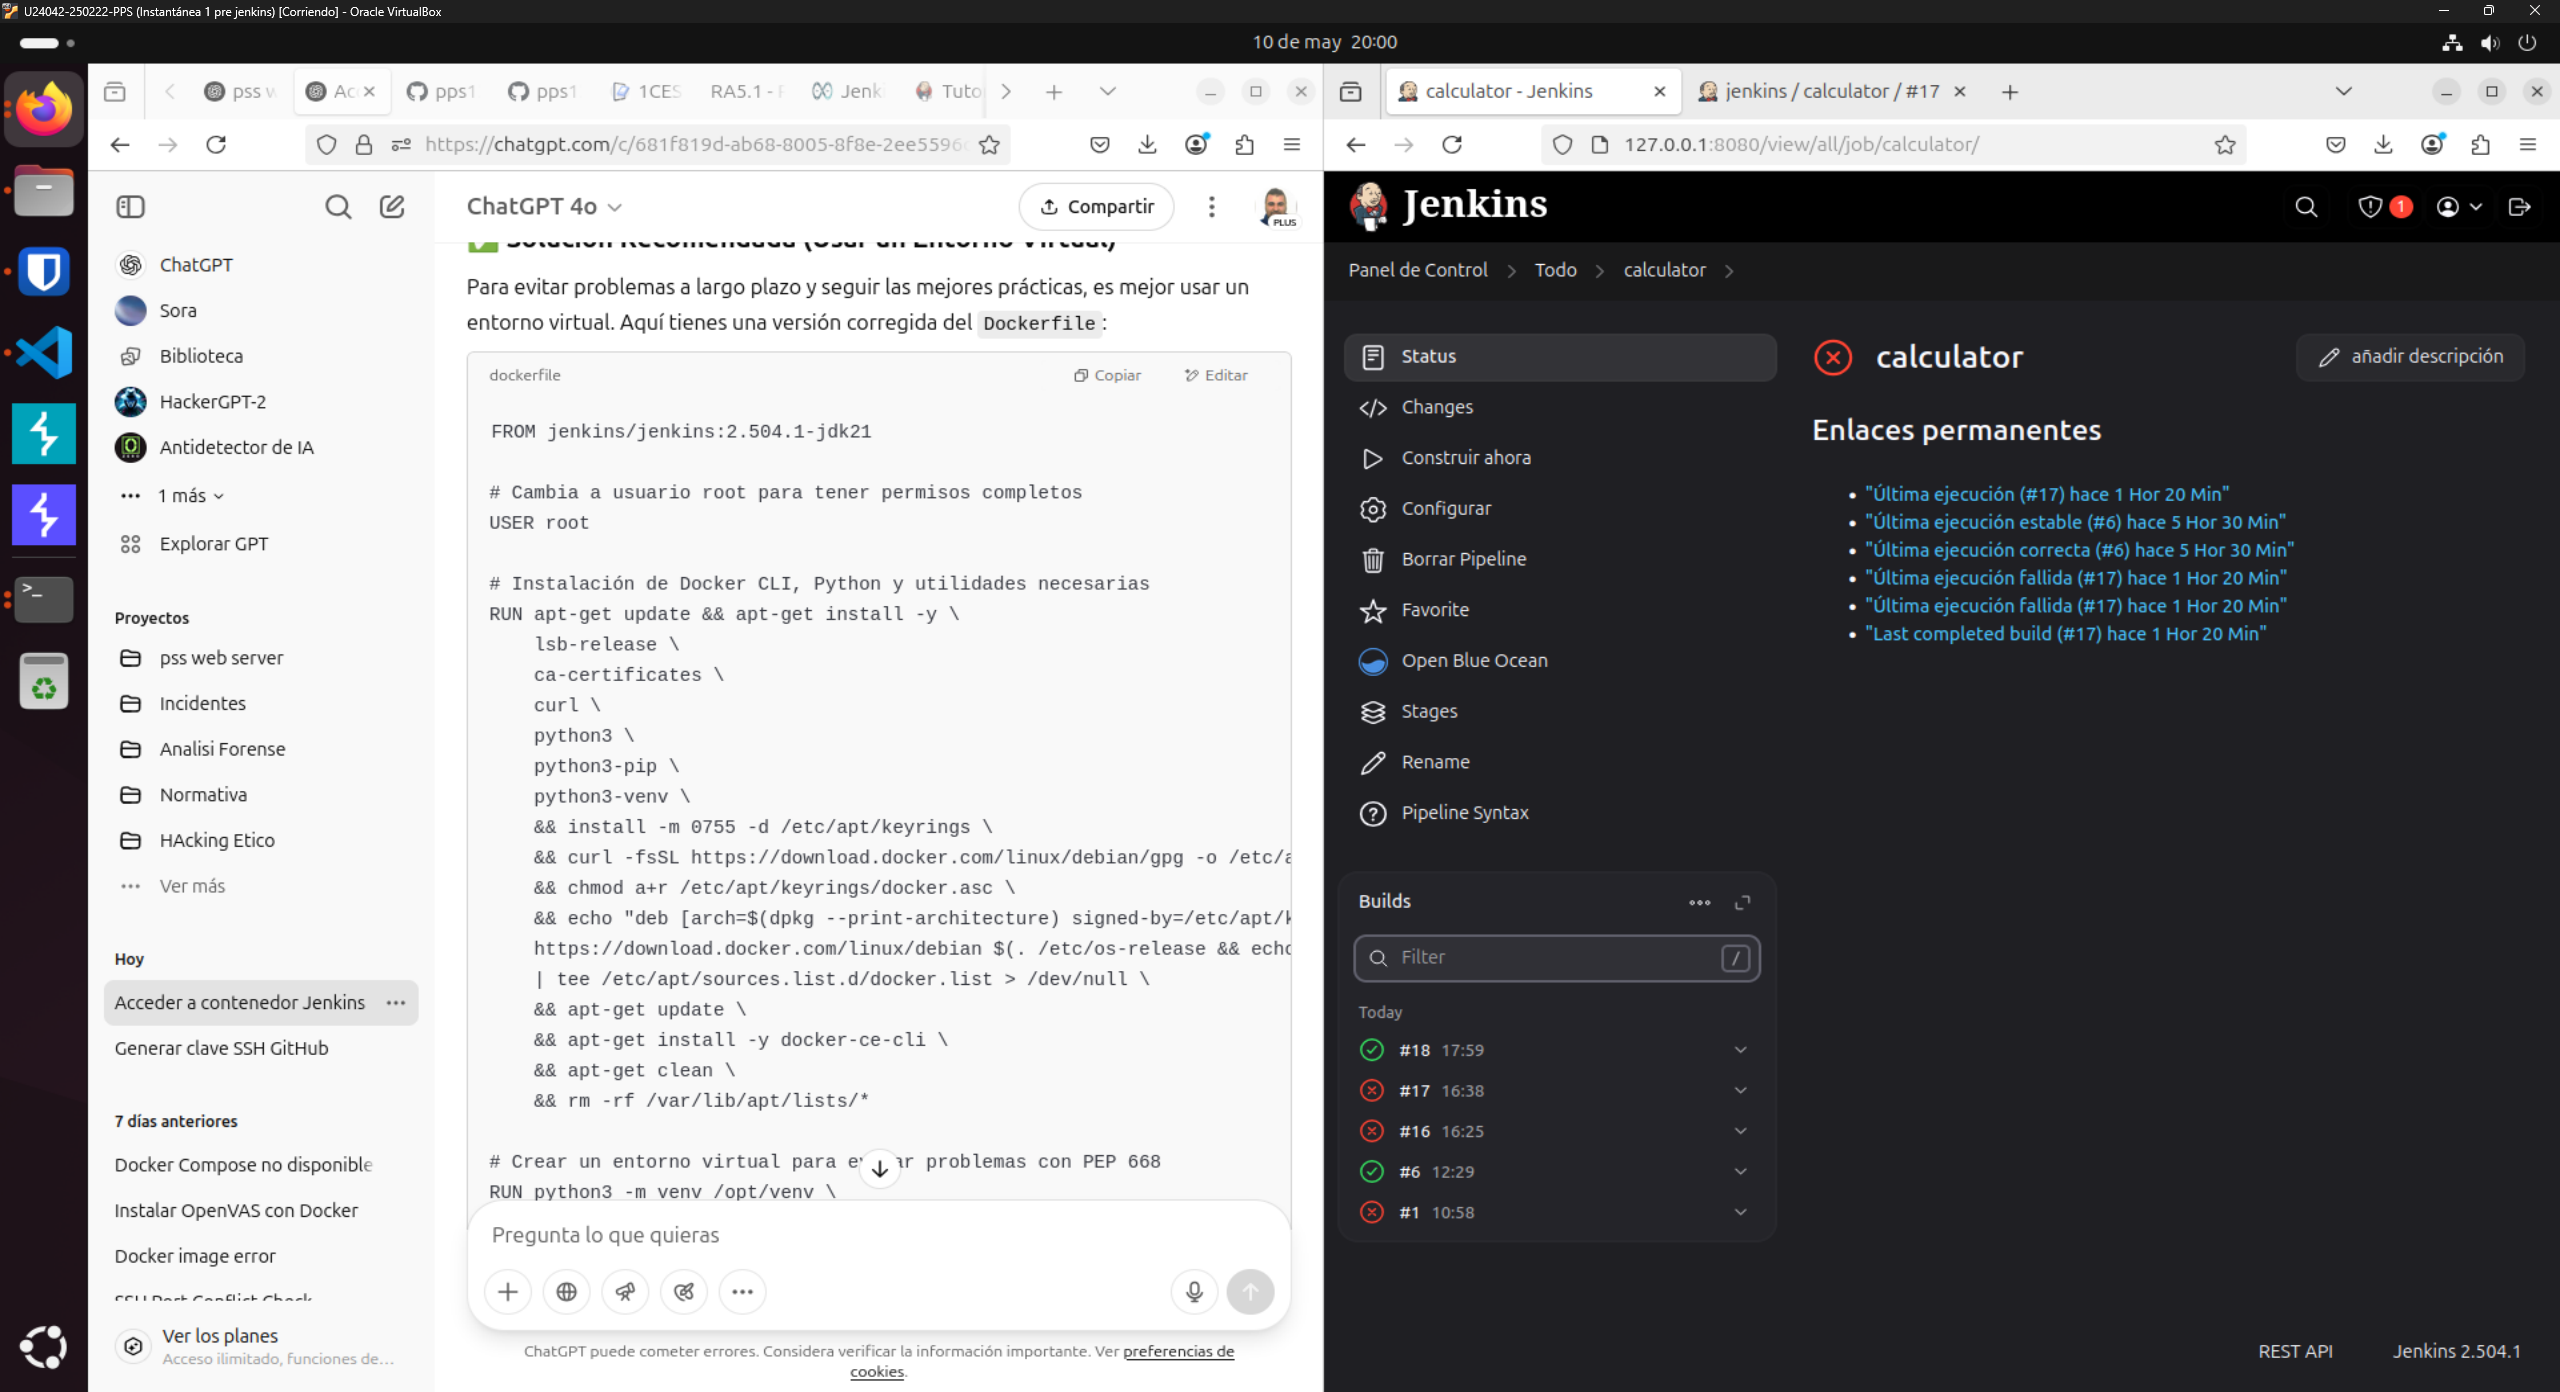 U24042-250222-PPS (Instantánea 1 pre jenkins) [Corriendo] - Oracle VirtualBox
10 de may 20:00
pss w
Ac
pps1
pps1
1CES
RA5.1 -
Jenk
Tuto
https://chatgpt.com/c/681f819d-ab68-8005-8f8e-2ee5596
ChatGPT
Sora
Biblioteca
HackerGPT-2
Antidetector de IA
1 más
Explorar GPT
Proyectos
pss web server
Incidentes
Analisi Forense
Normativa
HAcking Etico
Ver más
Hoy
Acceder a contenedor Jenkins
Generar clave SSH GitHub
7 días anteriores
Docker Compose no disponible
Instalar OpenVAS con Docker
Docker image error
SSH Port Conflict Check
Ver los planes
Acceso ilimitado, funciones de...
ChatGPT 4o
Compartir
PLUS
Solución Recomendada (Usar un Entorno Virtual)
Para evitar problemas a largo plazo y seguir las mejores prácticas, es mejor usar un
entorno virtual. Aquí tienes una versión corregida del Dockerfile :
dockerfile
Copiar
Editar
FROM jenkins/jenkins:2.504.1-jdk21
# Cambia a usuario root para tener permisos completos
USER root
# Instalación de Docker CLI, Python y utilidades necesarias
RUN apt-get update && apt-get install -y \
lsb-release \
ca-certificates \
curl \
python3 \
python3-pip \
python3-venv \
&& install -m 0755 -d /etc/apt/keyrings \
&& curl -fsSL https://download.docker.com/linux/debian/gpg -o /etc/a
&& chmod a+r /etc/apt/keyrings/docker.asc \
&& echo "deb [arch=$(dpkg --print-architecture) signed-by=/etc/apt/k
https://download.docker.com/linux/debian $(. /etc/os-release && echo
| tee /etc/apt/sources.list.d/docker.list > /dev/null \
&& apt-get update \
&& apt-get install -y docker-ce-cli \
&& apt-get clean \
&& rm -rf /var/lib/apt/lists/*
# Crear un entorno virtual para ev ar problemas con PEP 668
RUN python3 -m venv /opt/venv \
Pregunta lo que quieras
ChatGPT puede cometer errores. Considera verificar la información importante. Ver preferencias de
cookies.
calculator - Jenkins
jenkins / calculator / #17
127.0.0.1:8080/view/all/job/calculator/
Jenkins
1
Panel de Control
Todo
calculator
Status
Changes
Construir ahora
Configurar
Borrar Pipeline
Favorite
Open Blue Ocean
Stages
Rename
Pipeline Syntax
Builds
Filter
/
Today
#18 17:59
#17 16:38
#16 16:25
#6 12:29
#1 10:58
calculator
añadir descripción
Enlaces permanentes
"Última ejecución (#17) hace 1 Hor 20 Min"
"Última ejecución estable (#6) hace 5 Hor 30 Min"
"Última ejecución correcta (#6) hace 5 Hor 30 Min"
"Última ejecución fallida (#17) hace 1 Hor 20 Min"
"Última ejecución fallida (#17) hace 1 Hor 20 Min"
"Last completed build (#17) hace 1 Hor 20 Min"
REST API
Jenkins 2.504.1